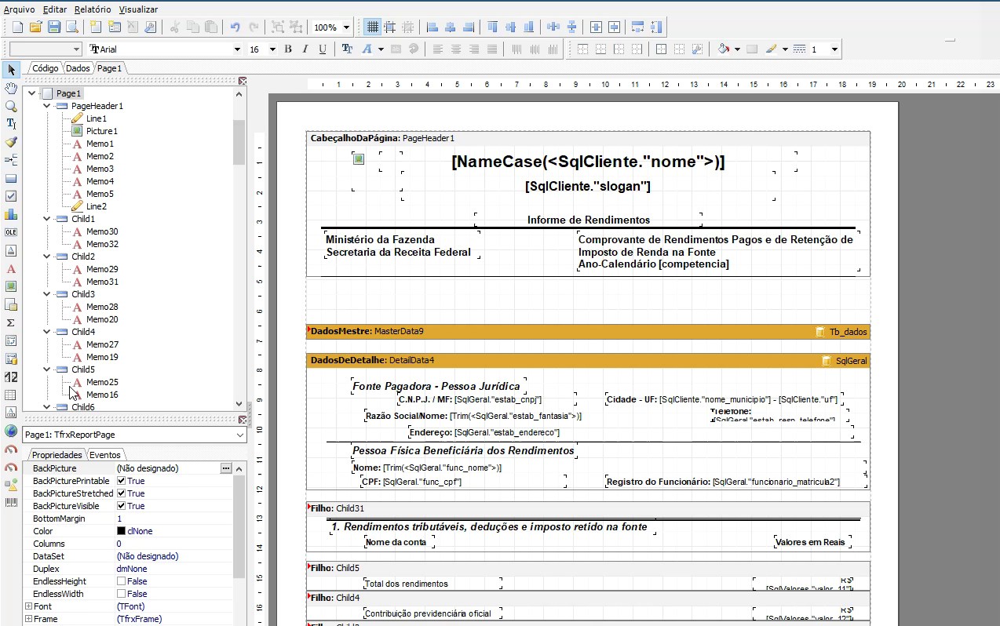 Arquivo Editar Relatório Visualizar
100%
Arial 16 B I U 1
Código Dados Page1
Page1
PageHeader1
Line1
Picture1
Memo1
Memo2
Memo3
Memo4
Memo5
Line2
Child1
Memo30
Memo32
Child2
Memo29
Memo31
Child3
Memo28
Memo20
Child4
Memo27
Memo19
Child5
Memo25
Memo16
Child6
OLE
12
Page1: TfrxReportPage
Propriedades Eventos
BackPicture (Não designado)
BackPicturePrintable True
BackPictureStretched True
BackPictureVisible True
BottomMargin 1
Color clNone
Columns 0
DataSet (Não designado)
Duplex dmNone
EndlessHeight False
EndlessWidth False
Font (TFont)
Frame (TfrxFrame)
1 2 3 4 5 6 7 8 9 10 11 12 13 14 15 16 17 18 19 20 21 22 23
1 2 3 4 5 6 7 8 9 10 11 12 13 14 15 16
CabeçalhoDaPágina: PageHeader1
[NameCase(<SqlCliente."nome">)]
[SqlCliente."slogan"]
Informe de Rendimentos
Ministério da Fazenda
Secretaria da Receita Federal
Comprovante de Rendimentos Pagos e de Retenção de
Imposto de Renda na Fonte
Ano-Calendário [competencia]
DadosMestre: MasterData9 Tb_dados
DadosDeDetalhe: DetailData4 SqlGeral
Fonte Pagadora - Pessoa Jurídica
C.N.P.J. / MF: [SqlGeral."estab_cnpj"] Cidade - UF: [SqlCliente."nome_municipio"] - [SqlCliente."uf"]
Razão Social/Nome: [Trim(<SqlGeral."estab_fantasia">)] Telefone:
[SqlGeral."estab_resp_telefone"]
Endereço: [SqlGeral."estab_endereco"]
Pessoa Física Beneficiária dos Rendimentos
Nome: [Trim(<SqlGeral."func_nome">)]
CPF: [SqlGeral."func_cpf"] Registro do Funcionário: [SqlGeral."funcionario_matricula2"]
Filho: Child31
1. Rendimentos tributáveis, deduções e imposto retido na fonte
Nome da conta Valores em Reais
Filho: Child5
Total dos rendimentos R$
[SqlValores."valor_11"]
Filho: Child4
Contribuição previdenciária oficial R$
[SqlValores."valor_12"]